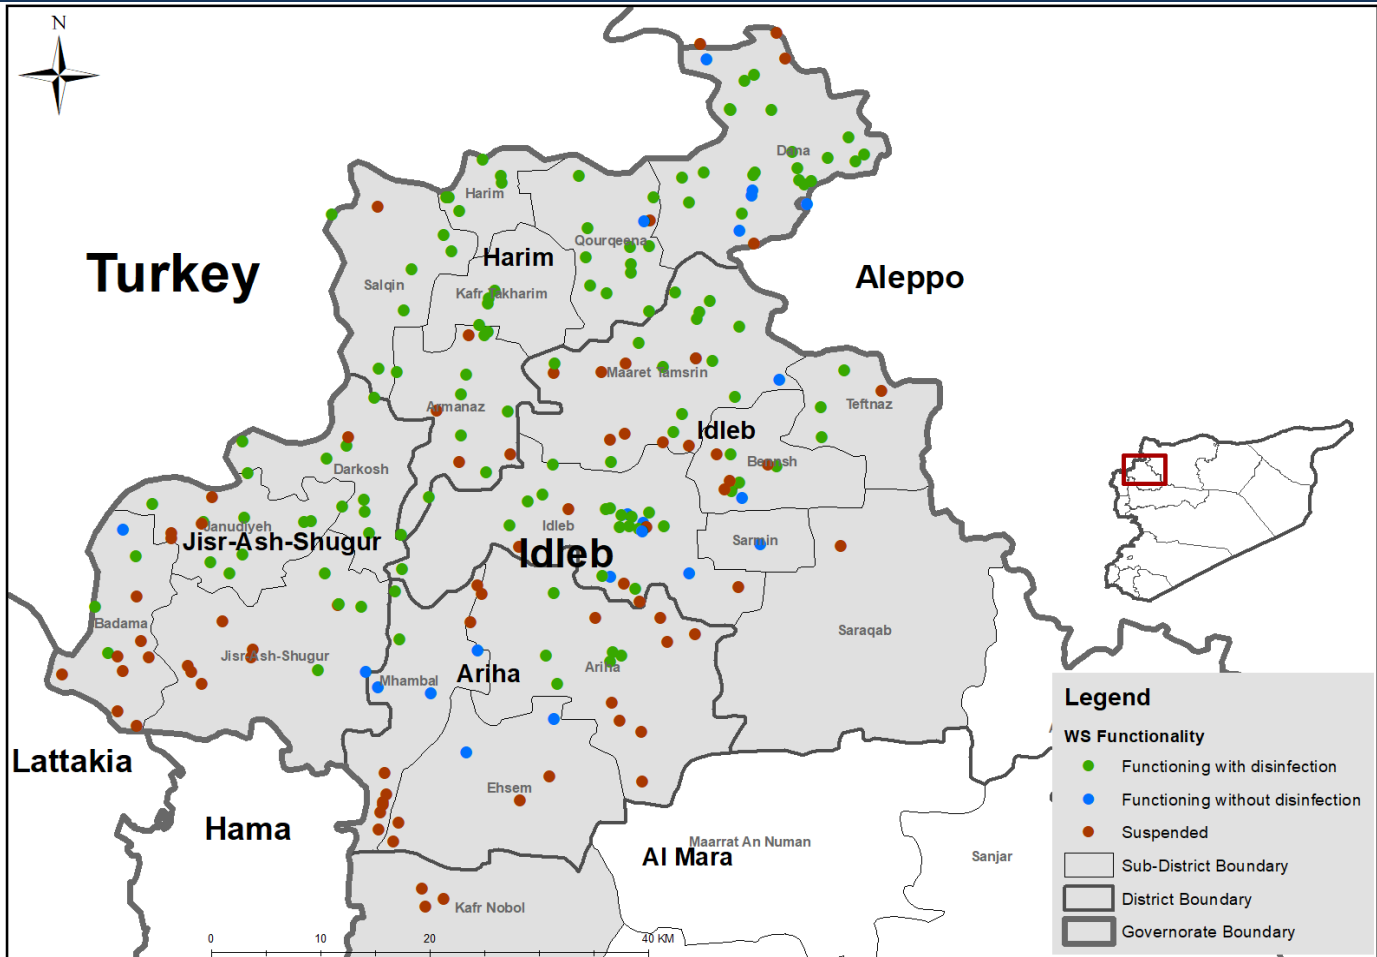 N
Dana
Harim
Qourqeena
Harim
Turkey
Aleppo
Salqin
Kafr Takharim
Maaret Tamsrin
Armanaz
Teftnaz
Idleb
Bennsh
Darkosh
Janudiyeh
Idleb
Jisr-Ash-Shugur
Idleb
Sarmin
Badama
Saraqab
Jisr-Ash-Shugur
Ariha
Ariha
Mhambal
Lattakia
Ehsem
Hama
Maarrat An Numan
Al Mara
Sanjar
Kafr Nobol
0 10 20 40 KM
Legend
WS Functionality
Functioning with disinfection
Functioning without disinfection
Suspended
Sub-District Boundary
District Boundary
Governorate Boundary